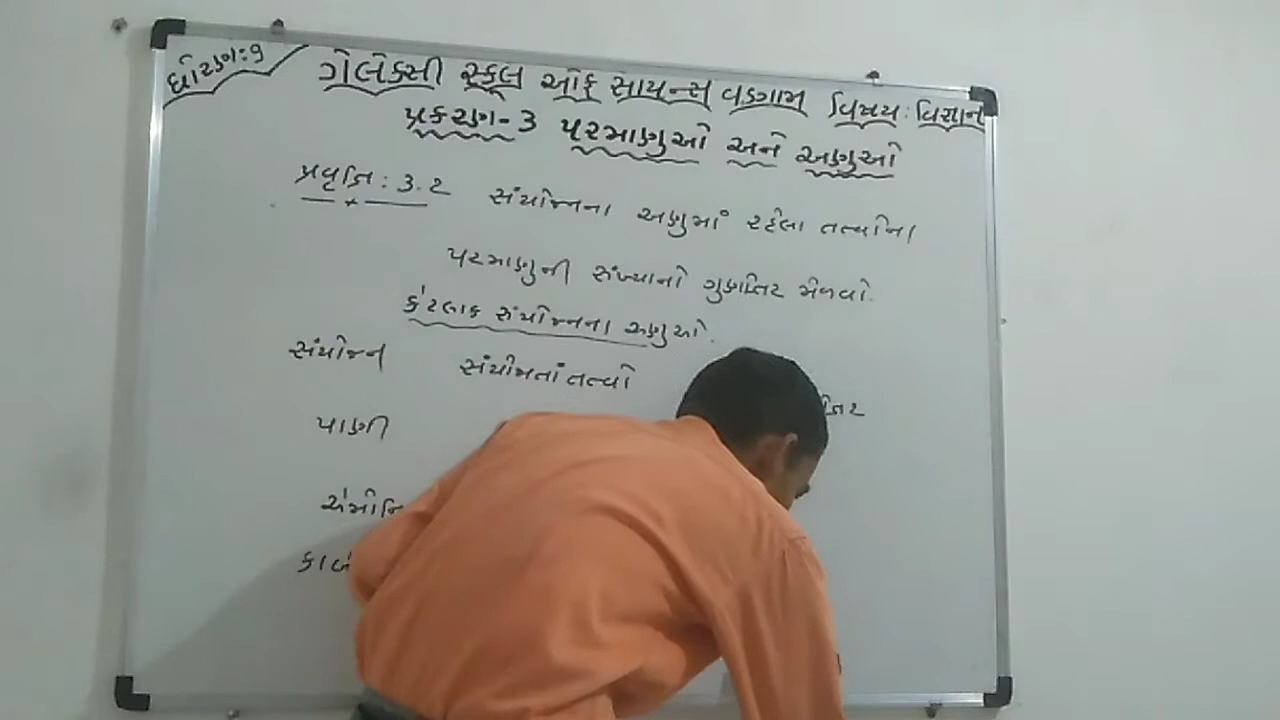 ધોરણ:9
ગેલેક્સી સ્કૂલ ઓફ સાયન્સ વડગામ વિષય: વિજ્ઞાન
પ્રકરણ-3 પરમાણુઓ અને અણુઓ
પ્રવૃત્તિ: 3.2 સંયોજનના અણુમાં રહેલા તત્વોના
પરમાણુની સંખ્યાનો ગુણોત્તર મેળવો.
કેટલાક સંયોજનના અણુઓ.
સંયોજન સંયોજાતાં તત્વો
પાણી